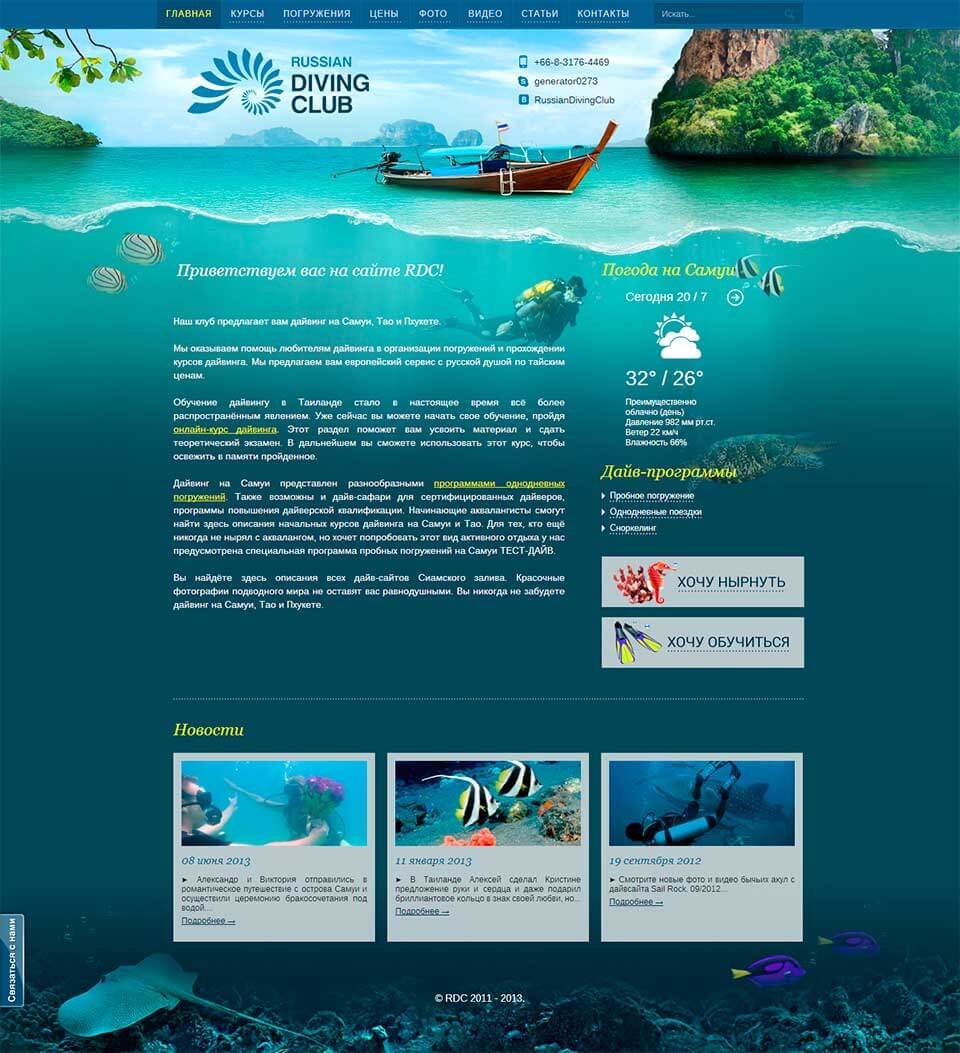 ГЛАВНАЯ КУРСЫ ПОГРУЖЕНИЯ ЦЕНЫ ФОТО ВИДЕО СТАТЬИ КОНТАКТЫ Искать...
RUSSIAN
DIVING
CLUB
+66-8-3176-4469
generator0273
RussianDivingClub
Приветствуем вас на сайте RDC!
Наш клуб предлагает вам дайвинг на Самуи, Тао и Пхукете.
Мы оказываем помощь любителям дайвинга в организации погружений и прохождении
курсов дайвинга. Мы предлагаем вам европейский сервис с русской душой по тайским
ценам.
Обучение дайвингу в Таиланде стало в настоящее время всё более
распространённым явлением. Уже сейчас вы можете начать свое обучение, пройдя
онлайн-курс дайвинга. Этот раздел поможет вам усвоить материал и сдать
теоретический экзамен. В дальнейшем вы сможете использовать этот курс, чтобы
освежить в памяти пройденное.
Дайвинг на Самуи представлен разнообразными программами однодневных
погружений. Также возможны и дайв-сафари для сертифицированных дайверов,
программы повышения дайверской квалификации. Начинающие аквалангисты смогут
найти здесь описания начальных курсов дайвинга на Самуи и Тао. Для тех, кто ещё
никогда не нырял с аквалангом, но хочет попробовать этот вид активного отдыха у нас
предусмотрена специальная программа пробных погружений на Самуи ТЕСТ-ДАЙВ.
Вы найдёте здесь описания всех дайв-сайтов Сиамского залива. Красочные
фотографии подводного мира не оставят вас равнодушными. Вы никогда не забудете
дайвинг на Самуи, Тао и Пхукете.
Погода на Самуи
Сегодня 20 / 7
32° / 26°
Преимущественно
облачно (день)
Давление 982 мм рт.ст.
Ветер 22 км/ч
Влажность 66%
Дайв-программы
Пробное погружение
Однодневные поездки
Сноркелинг
ХОЧУ НЫРНУТЬ
ХОЧУ ОБУЧИТЬСЯ
Новости
08 июня 2013
► Александр и Виктория отправились в
романтическое путешествие с острова Самуи и
осуществили церемонию бракосочетания под
водой....
Подробнее →
11 января 2013
► В Таиланде Алексей сделал Кристине
предложение руки и сердца и даже подарил
бриллиантовое кольцо в знак своей любви, но...
Подробнее →
19 сентября 2012
► Смотрите новые фото и видео бычьих акул с
дайвсайта Sail Rock. 09/2012....
Подробнее →
Связаться с нами
© RDC 2011 - 2013.